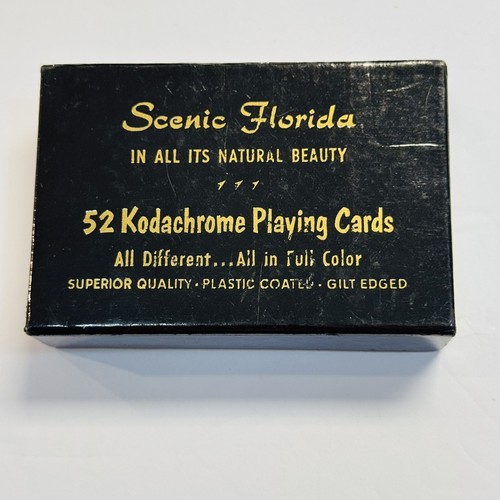 Scenic Florida
IN ALL ITS NATURAL BEAUTY
52 Kodachrome Playing Cards
All Different...All in Full Color
SUPERIOR QUALITY · PLASTIC COATED · GILT EDGED